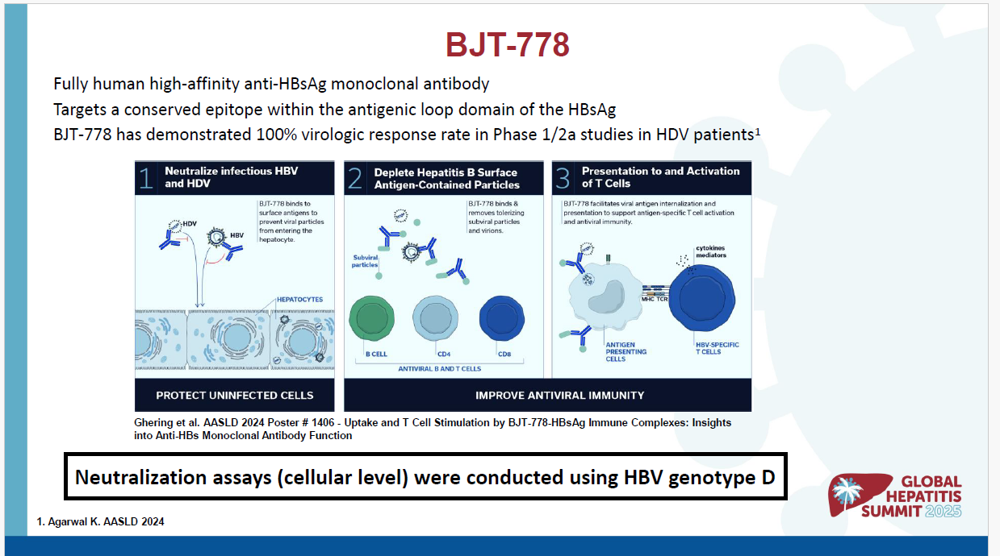 BJT-778
Fully human high-affinity anti-HBsAg monoclonal antibody
Targets a conserved epitope within the antigenic loop domain of the HBsAg
BJT-778 has demonstrated 100% virologic response rate in Phase 1/2a studies in HDV patients¹
1 Neutralize infectious HBV
and HDV
BJT-778 binds to
surface antigens to
prevent viral particles
from entering the
hepatocyte.
HDV
HBV
HEPATOCYTES
PROTECT UNINFECTED CELLS
2 Deplete Hepatitis B Surface
Antigen-Contained Particles
BJT-778 binds &
removes tolerizing
subviral particles
and virions.
Subviral
particles
B CELL
CD4
CD8
ANTIVIRAL B AND T CELLS
3 Presentation to and Activation
of T Cells
BJT-778 facilitates viral antigen internalization and
presentation to support antigen-specific T cell activation
and antiviral immunity.
cytokines
mediators
MHC TCR
ANTIGEN
PRESENTING
CELLS
HBV-SPECIFIC
T CELLS
IMPROVE ANTIVIRAL IMMUNITY
Ghering et al. AASLD 2024 Poster # 1406 - Uptake and T Cell Stimulation by BJT-778-HBsAg Immune Complexes: Insights
into Anti-HBs Monoclonal Antibody Function
Neutralization assays (cellular level) were conducted using HBV genotype D
1. Agarwal K. AASLD 2024
GLOBAL
HEPATITIS
SUMMIT 2025